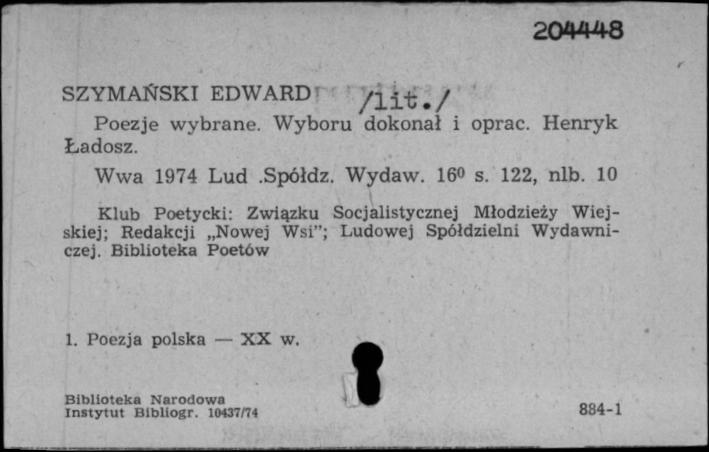 204448
SZYMAŃSKI EDWARD /lit./
Poezje wybrane. Wyboru dokonał i oprac. Henryk
Ładosz.
Wwa 1974 Lud .Spółdz. Wydaw. 16⁰ s. 122, nlb. 10
Klub Poetycki: Związku Socjalistycznej Młodzieży Wiej-
skiej; Redakcji „Nowej Wsi”; Ludowej Spółdzielni Wydawni-
czej. Biblioteka Poetów
1. Poezja polska — XX w.
Biblioteka Narodowa
Instytut Bibliogr. 10437/74
884-1